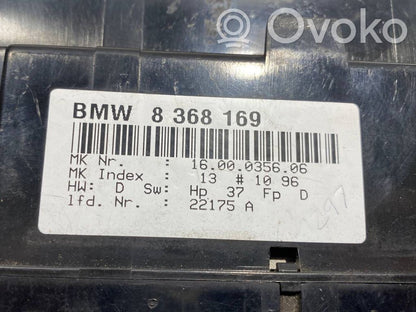 Ovoko
BMW 8 368 169
MK Nr. : 16.00.0356.06
MK Index : 13 # 10 96
HW: D Sw: Hp 37 Fp D
lfd. Nr. : 22175 A